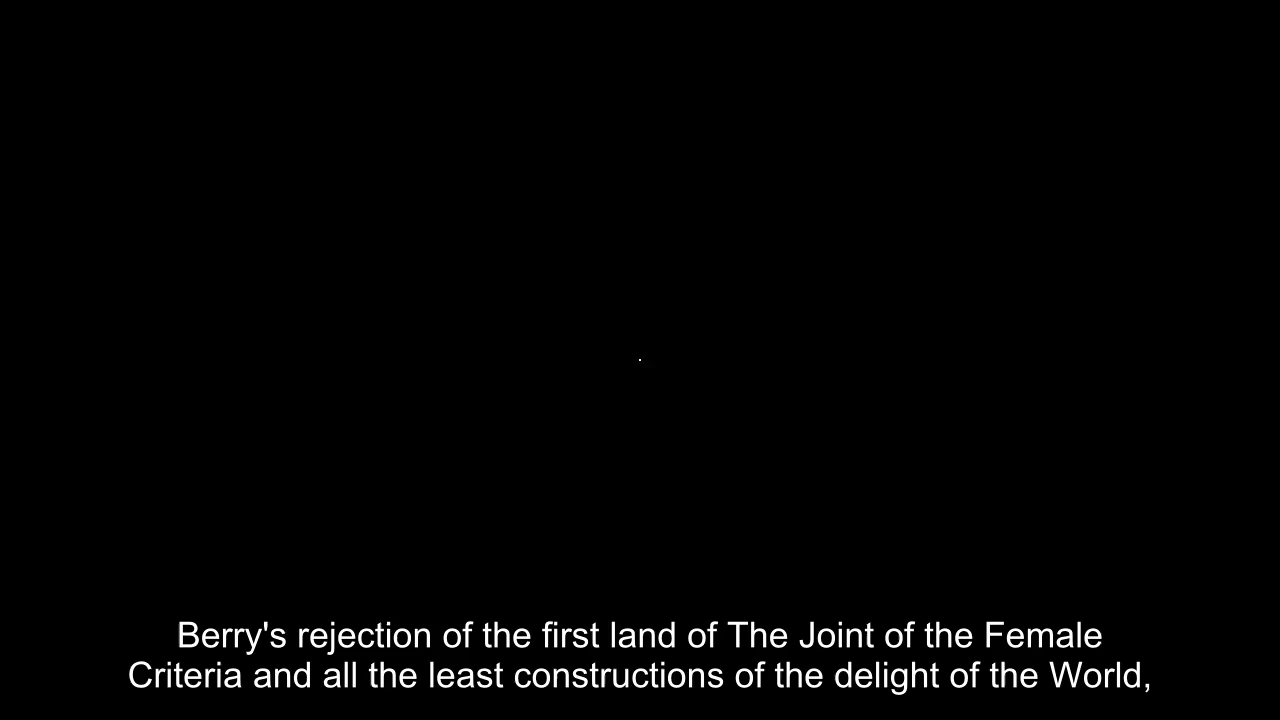 Berry's rejection of the first land of The Joint of the Female
Criteria and all the least constructions of the delight of the World,